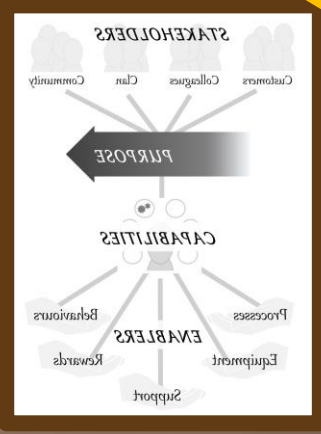 STAKEHOLDERS
Customers Colleagues Clan Community
PURPOSE
CAPABILITIES
Processes Behaviours
ENABLERS
Equipment Rewards
Support